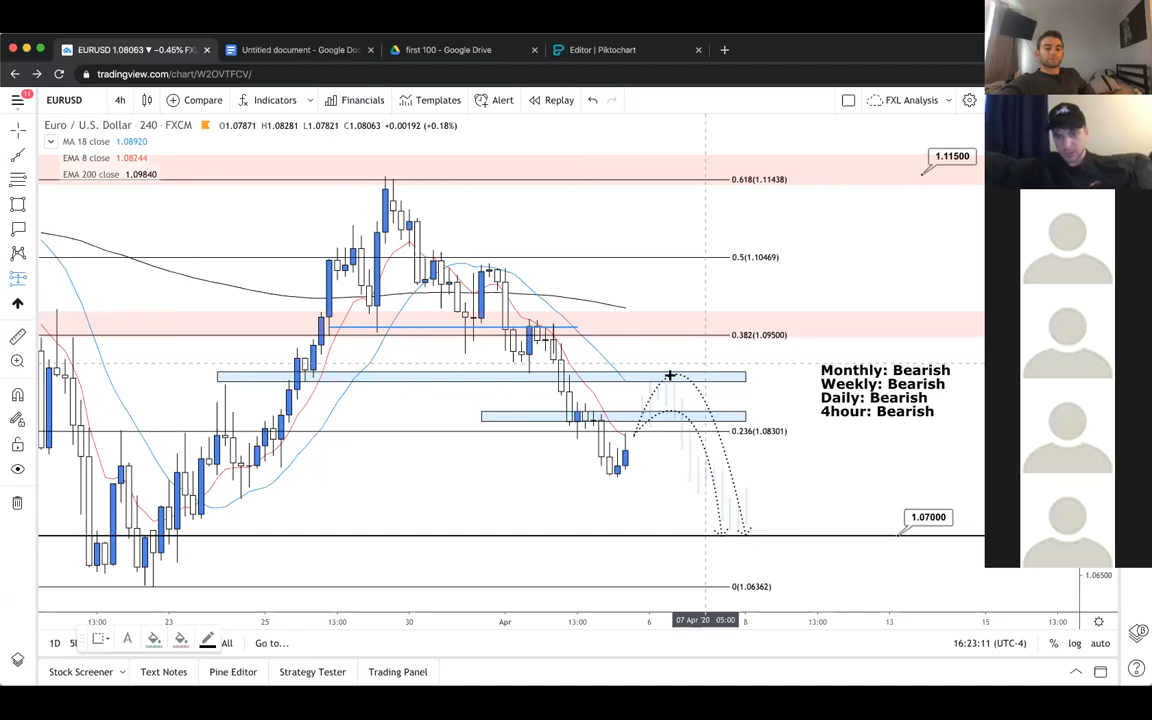 EURUSD 1.08063 ▼ −0.45% FXL
Untitled document - Google Doc
first 100 - Google Drive
Editor | Piktochart
tradingview.com/chart/W2OVTFCV/
11
EURUSD
4h
Compare
Indicators
Financials
Templates
Alert
Replay
FXL Analysis
Euro / U.S. Dollar · 240 · FXCM
O1.07871 H1.08281 L1.07821 C1.08063 +0.00192 (+0.18%)
MA 18 close 1.08920
EMA 8 close 1.08244
EMA 200 close 1.09840
1.11500
0.618(1.11438)
0.5(1.10469)
0.382(1.09500)
Monthly: Bearish
Weekly: Bearish
Daily: Bearish
4hour: Bearish
0.236(1.08301)
1.07000
0(1.06362)
1.06500
13:00
23
25
13:00
30
Apr
13:00
6
07 Apr '20 05:00
8
13:00
13
15
13:00
1D
All
Go to...
16:23:11 (UTC-4)
%
log
auto
Stock Screener
Text Notes
Pine Editor
Strategy Tester
Trading Panel